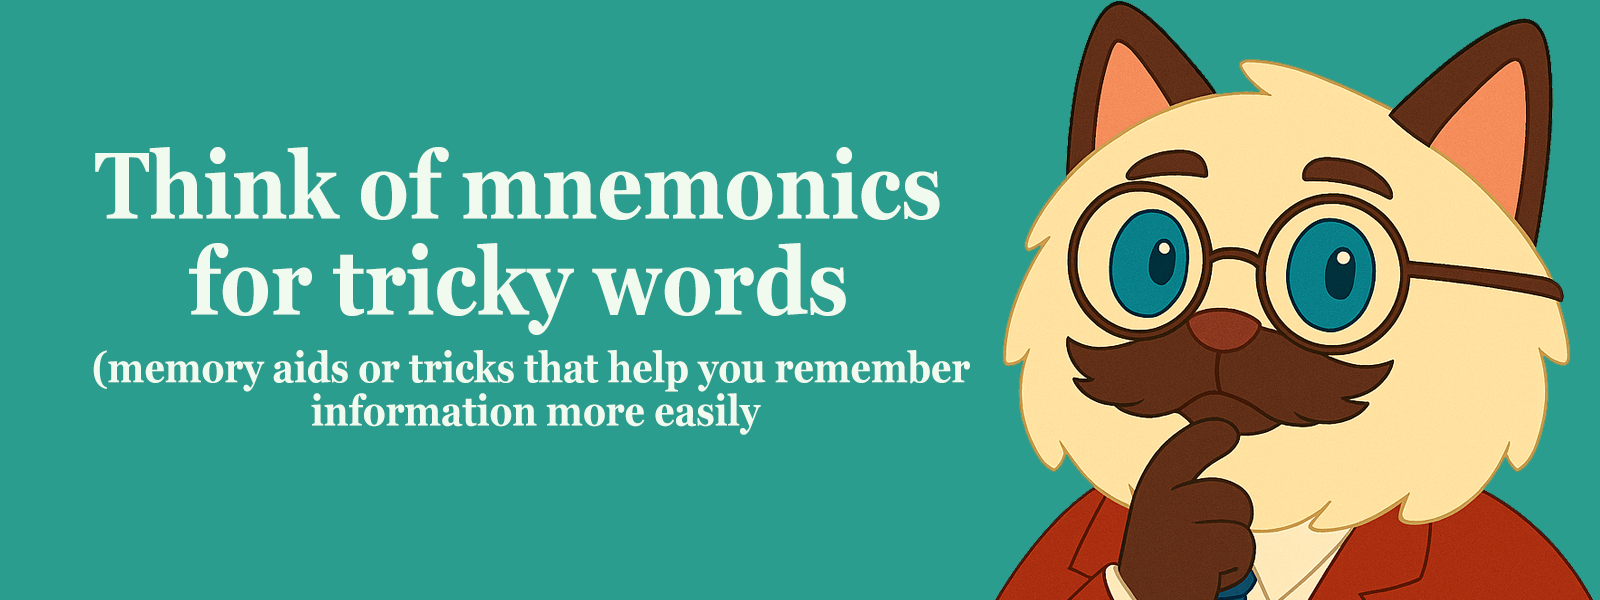 Think of mnemonics
for tricky words
(memory aids or tricks that help you remember
information more easily